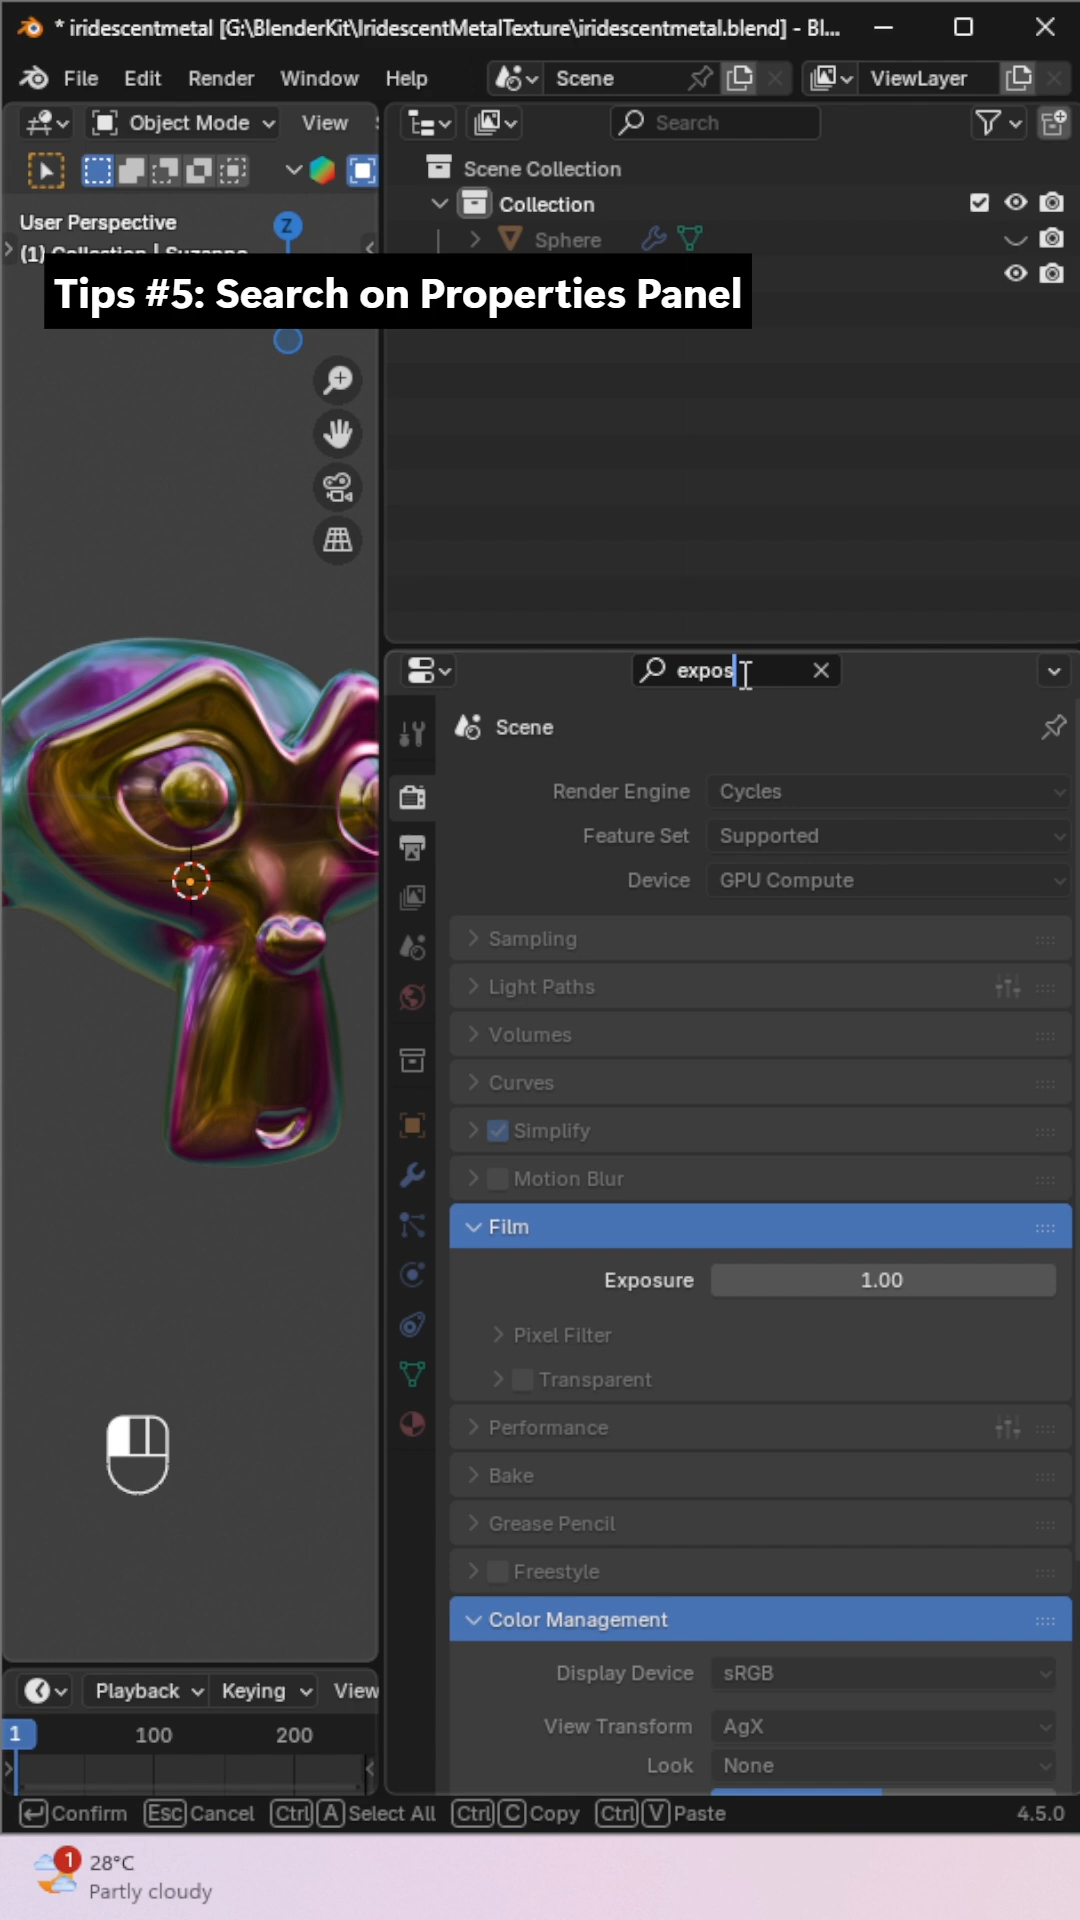 * iridescentmetal [G:\BlenderKit\IridescentMetalTexture\iridescentmetal.blend] - Bl...
File Edit Render Window Help Scene ViewLayer
Object Mode View
Search
Scene Collection
Collection
Sphere
User Perspective
Z
(1) Collection | Suzanne
Tips #5: Search on Properties Panel
expos
Scene
Render Engine Cycles
Feature Set Supported
Device GPU Compute
Sampling
Light Paths
Volumes
Curves
Simplify
Motion Blur
Film
Exposure 1.00
Pixel Filter
Transparent
Performance
Bake
Grease Pencil
Freestyle
Color Management
Display Device sRGB
View Transform AgX
Look None
Playback Keying View
1 100 200
Confirm Esc Cancel Ctrl A Select All Ctrl C Copy Ctrl V Paste 4.5.0
1 28°C
Partly cloudy